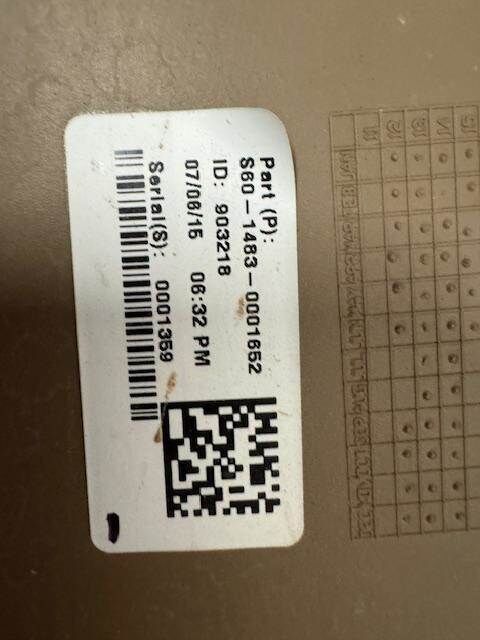 Part (P):
S60-1483-0001652
ID: 903218
07/06/15 06:32 PM
Serial(S): 0001359